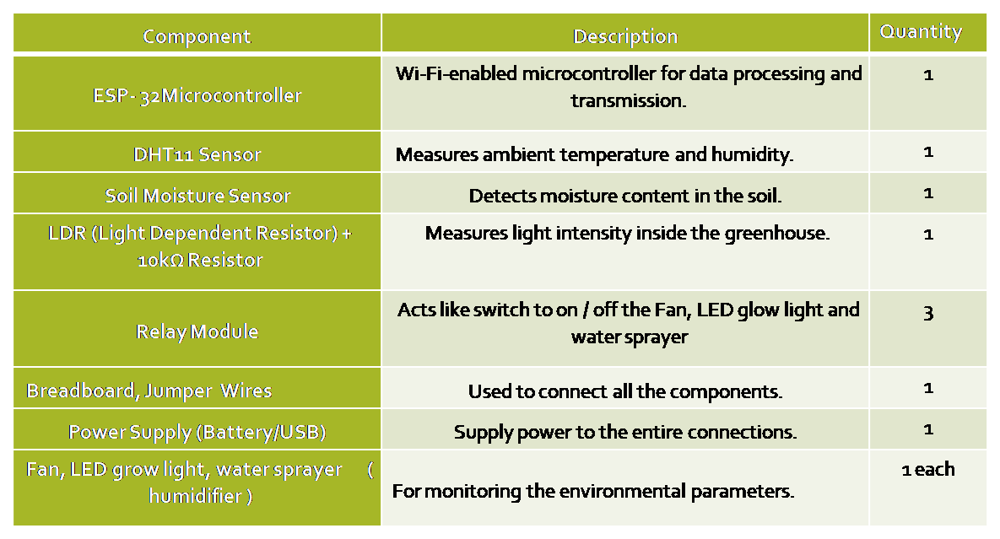 Component
Description
Quantity
ESP- 32Microcontroller
Wi-Fi-enabled microcontroller for data processing and
transmission.
1
DHT11 Sensor
Measures ambient temperature and humidity.
1
Soil Moisture Sensor
Detects moisture content in the soil.
1
LDR (Light Dependent Resistor) +
10kΩ Resistor
Measures light intensity inside the greenhouse.
1
Relay Module
Acts like switch to on / off the Fan, LED glow light and
water sprayer
3
Breadboard, Jumper Wires
Used to connect all the components.
1
Power Supply (Battery/USB)
Supply power to the entire connections.
1
Fan, LED grow light, water sprayer (
humidifier )
For monitoring the environmental parameters.
1 each